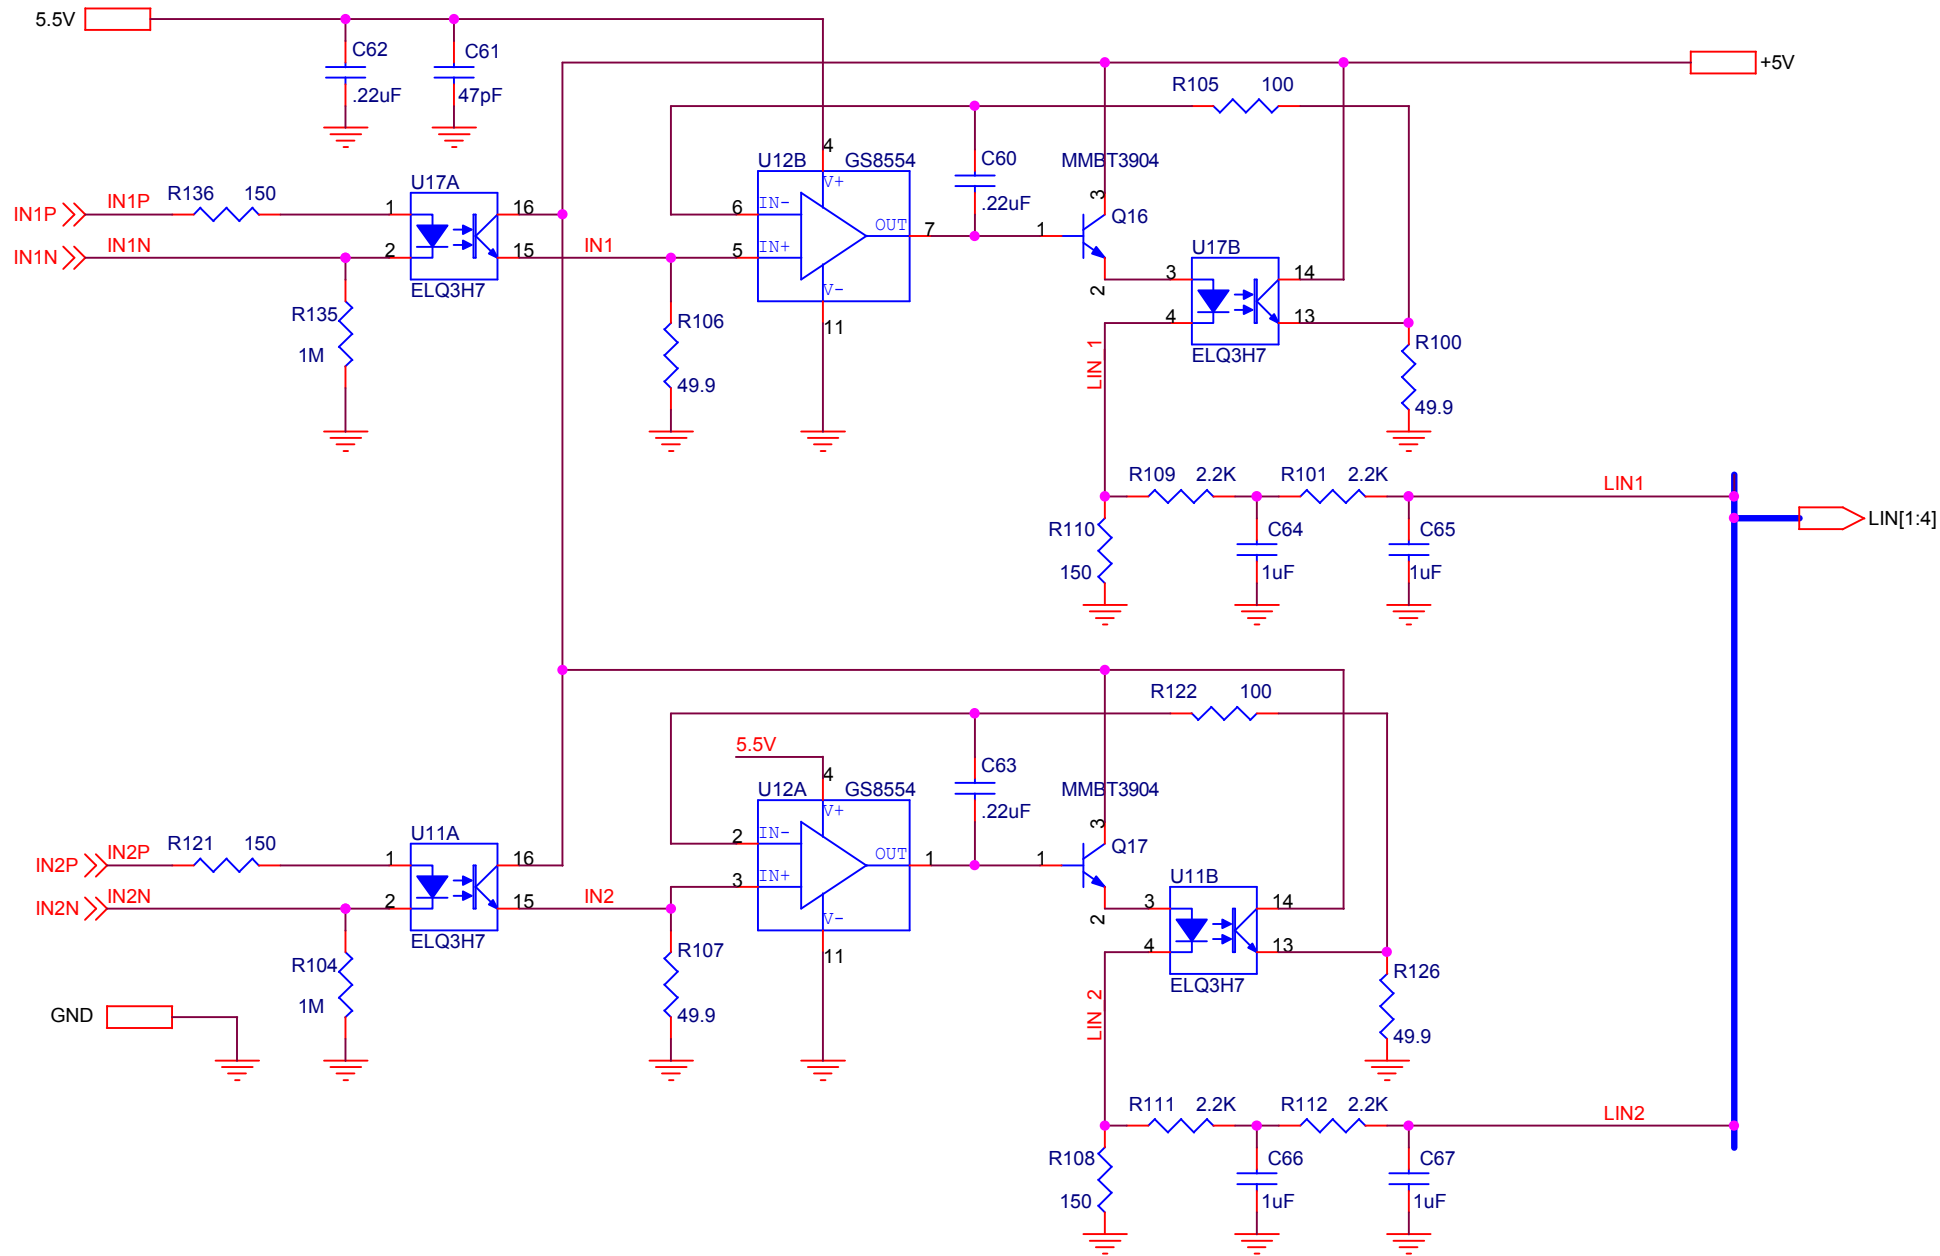 5.5V
C62
.22uF
C61
47pF
+5V
R105 100
IN1P
IN1P
R136 150
IN1N
IN1N
R135
1M
U17A
1
2
16
15
ELQ3H7
IN1
R106
49.9
U12B GS8554
4
V+
6
IN-
5
IN+
OUT
7
V-
11
C60
.22uF
MMBT3904
1
3
Q16
2
U17B
3
4
14
13
ELQ3H7
LIN_1
R100
49.9
R109 2.2K
R101 2.2K
LIN1
R110
150
C64
1uF
C65
1uF
LIN[1:4]
R122 100
5.5V
IN2P
IN2P
R121 150
IN2N
IN2N
R104
1M
GND
U11A
1
2
16
15
ELQ3H7
IN2
R107
49.9
U12A GS8554
4
V+
2
IN-
3
IN+
OUT
1
V-
11
C63
.22uF
MMBT3904
1
3
Q17
2
U11B
3
4
14
13
ELQ3H7
LIN_2
R126
49.9
R111 2.2K
R112 2.2K
LIN2
R108
150
C66
1uF
C67
1uF